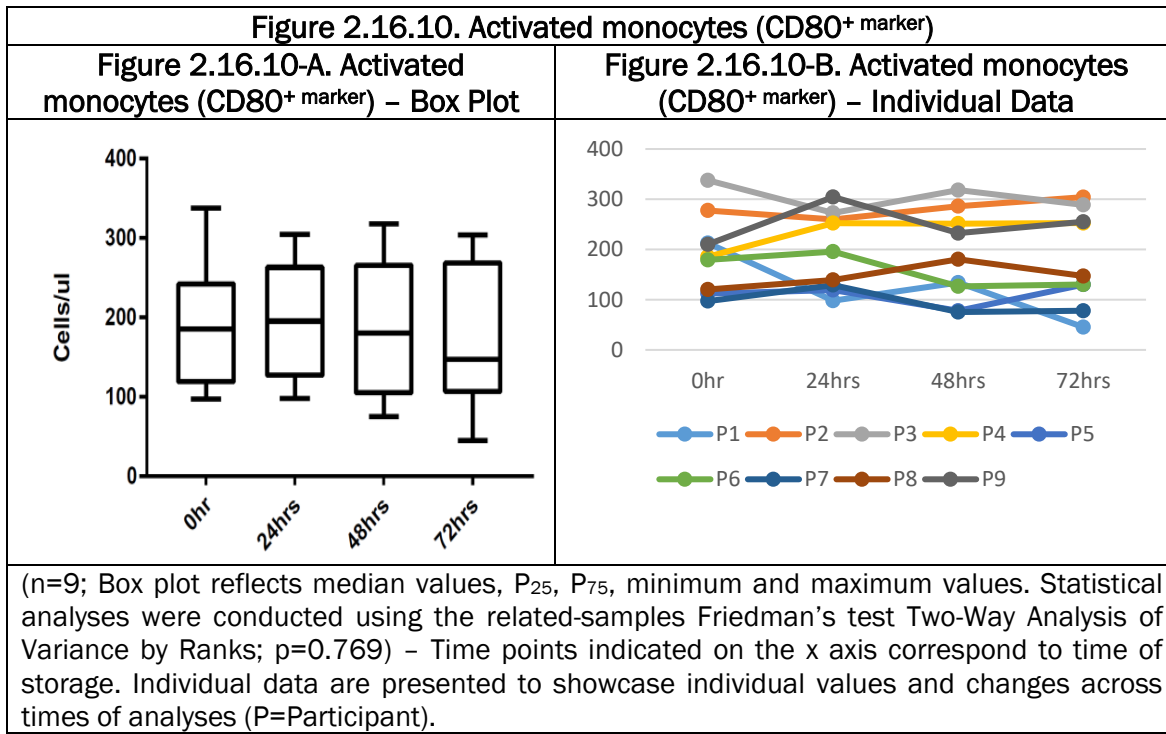 Figure 2.16.10. Activated monocytes (CD80⁺ ᵐᵃʳᵏᵉʳ)
Figure 2.16.10-A. Activated
monocytes (CD80⁺ ᵐᵃʳᵏᵉʳ) – Box Plot
Figure 2.16.10-B. Activated monocytes
(CD80⁺ ᵐᵃʳᵏᵉʳ) – Individual Data
400
300
200
100
0
Cells/ul
0hr
24hrs
48hrs
72hrs
400
300
200
100
0
0hr 24hrs 48hrs 72hrs
P1 P2 P3 P4 P5
P6 P7 P8 P9
(n=9; Box plot reflects median values, P₂₅, P₇₅, minimum and maximum values. Statistical
analyses were conducted using the related-samples Friedman's test Two-Way Analysis of
Variance by Ranks; p=0.769) – Time points indicated on the x axis correspond to time of
storage. Individual data are presented to showcase individual values and changes across
times of analyses (P=Participant).